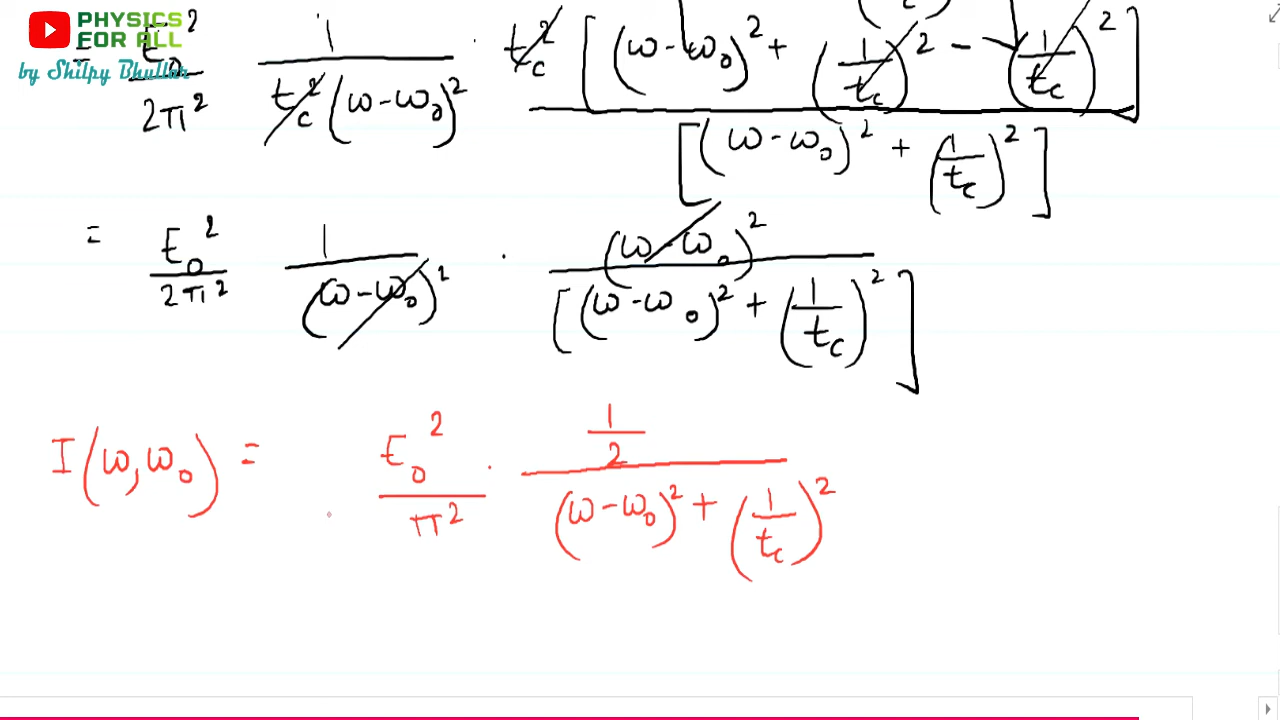 PHYSICS
FOR ALL
by Shilpy Bhullar
= E₀² / 2π² · 1 / t_c² (ω-ω₀)² · t_c² [(ω-ω₀)² + (1/t_c)² - (1/t_c)²] / [(ω-ω₀)² + (1/t_c)²]
= E₀² / 2π² 1 / (ω-ω₀)² · (ω-ω₀)² / [(ω-ω₀)² + (1/t_c)²]
I(ω,ω₀) = E₀² / π² · 1/2 / (ω-ω₀)² + (1/t_c)²